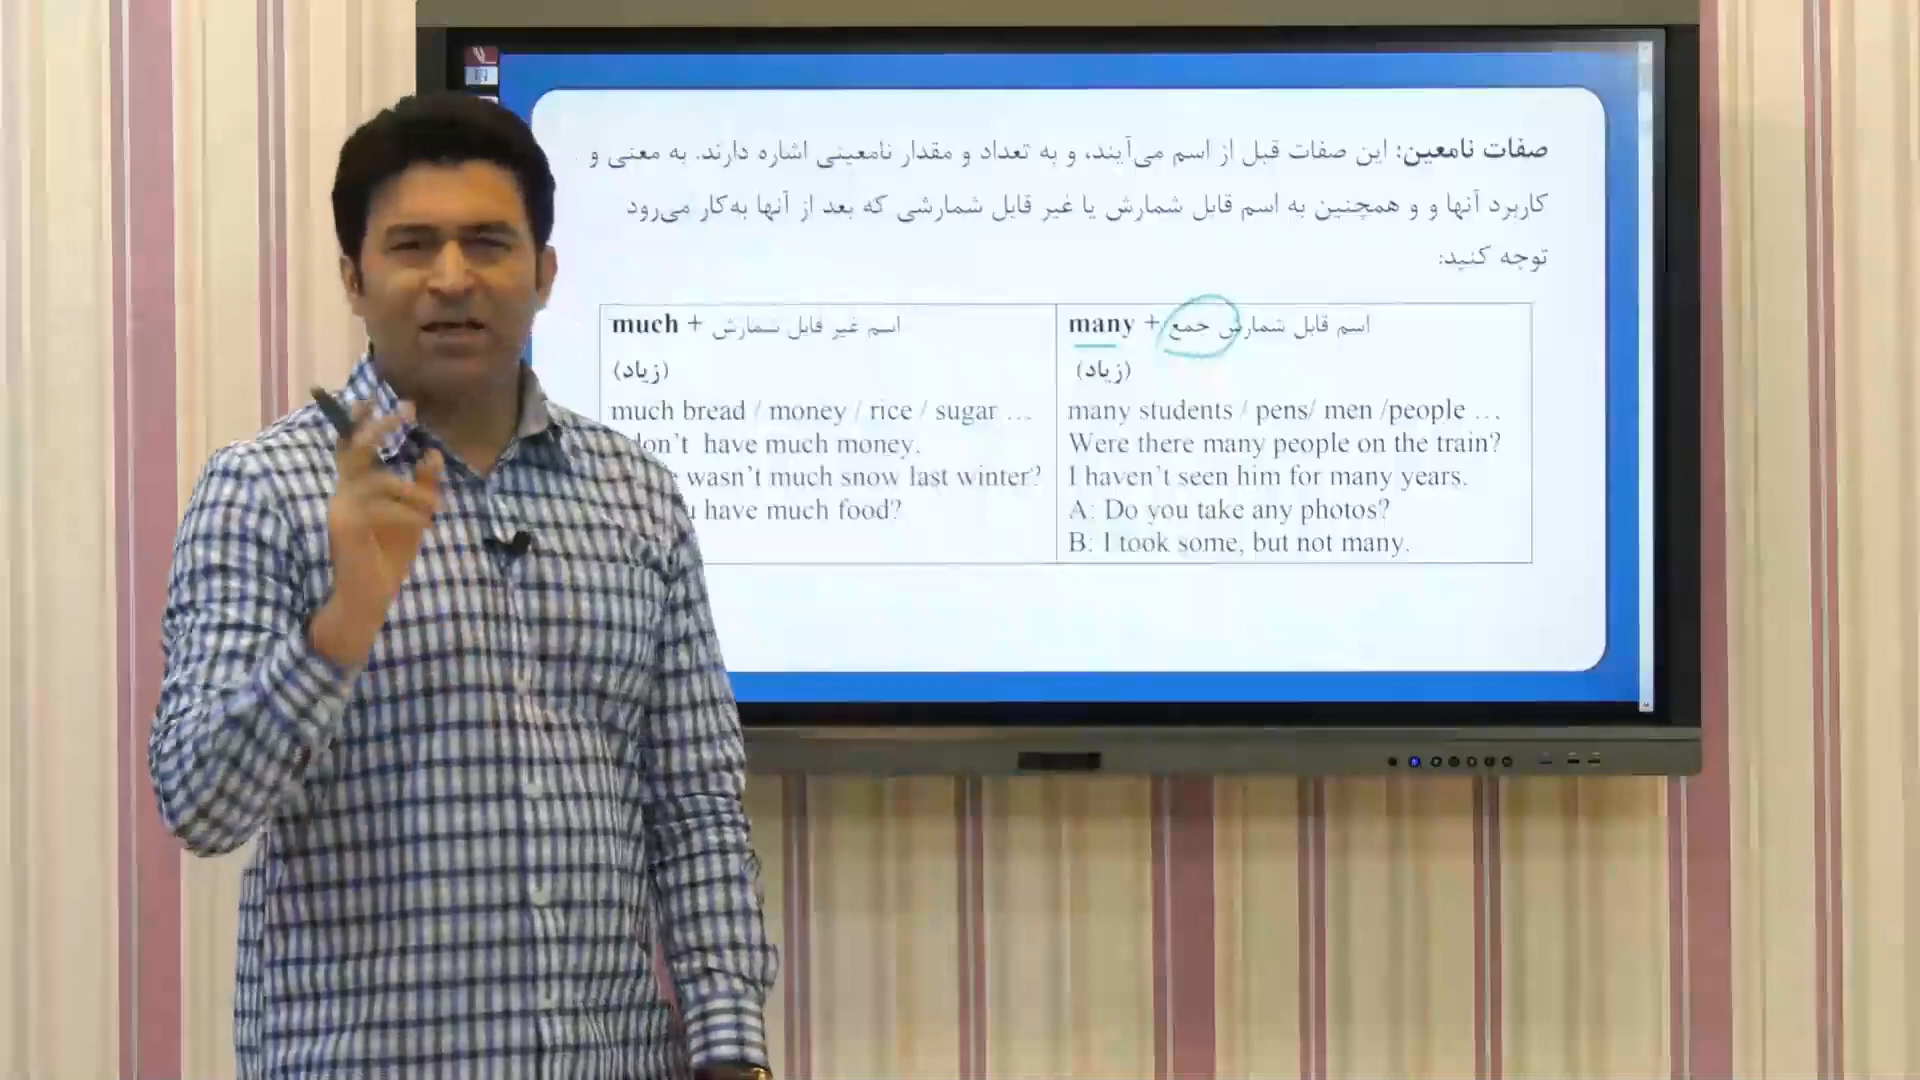 صفات نامعین: این صفات قبل از اسم می‌آیند، و به تعداد و مقدار نامعینی اشاره دارند. به معنی و
کاربرد آنها و و همچنین به اسم قابل شمارش یا غیر قابل شمارشی که بعد از آنها به‌کار می‌رود
توجه کنید:
much + اسم غیر قابل شمارش
(زیاد)
much bread / money / rice / sugar …
don’t have much money.
wasn’t much snow last winter?
have much food?
many + اسم قابل شمارش جمع
(زیاد)
many students / pens/ men /people …
Were there many people on the train?
I haven’t seen him for many years.
A: Do you take any photos?
B: I took some, but not many.